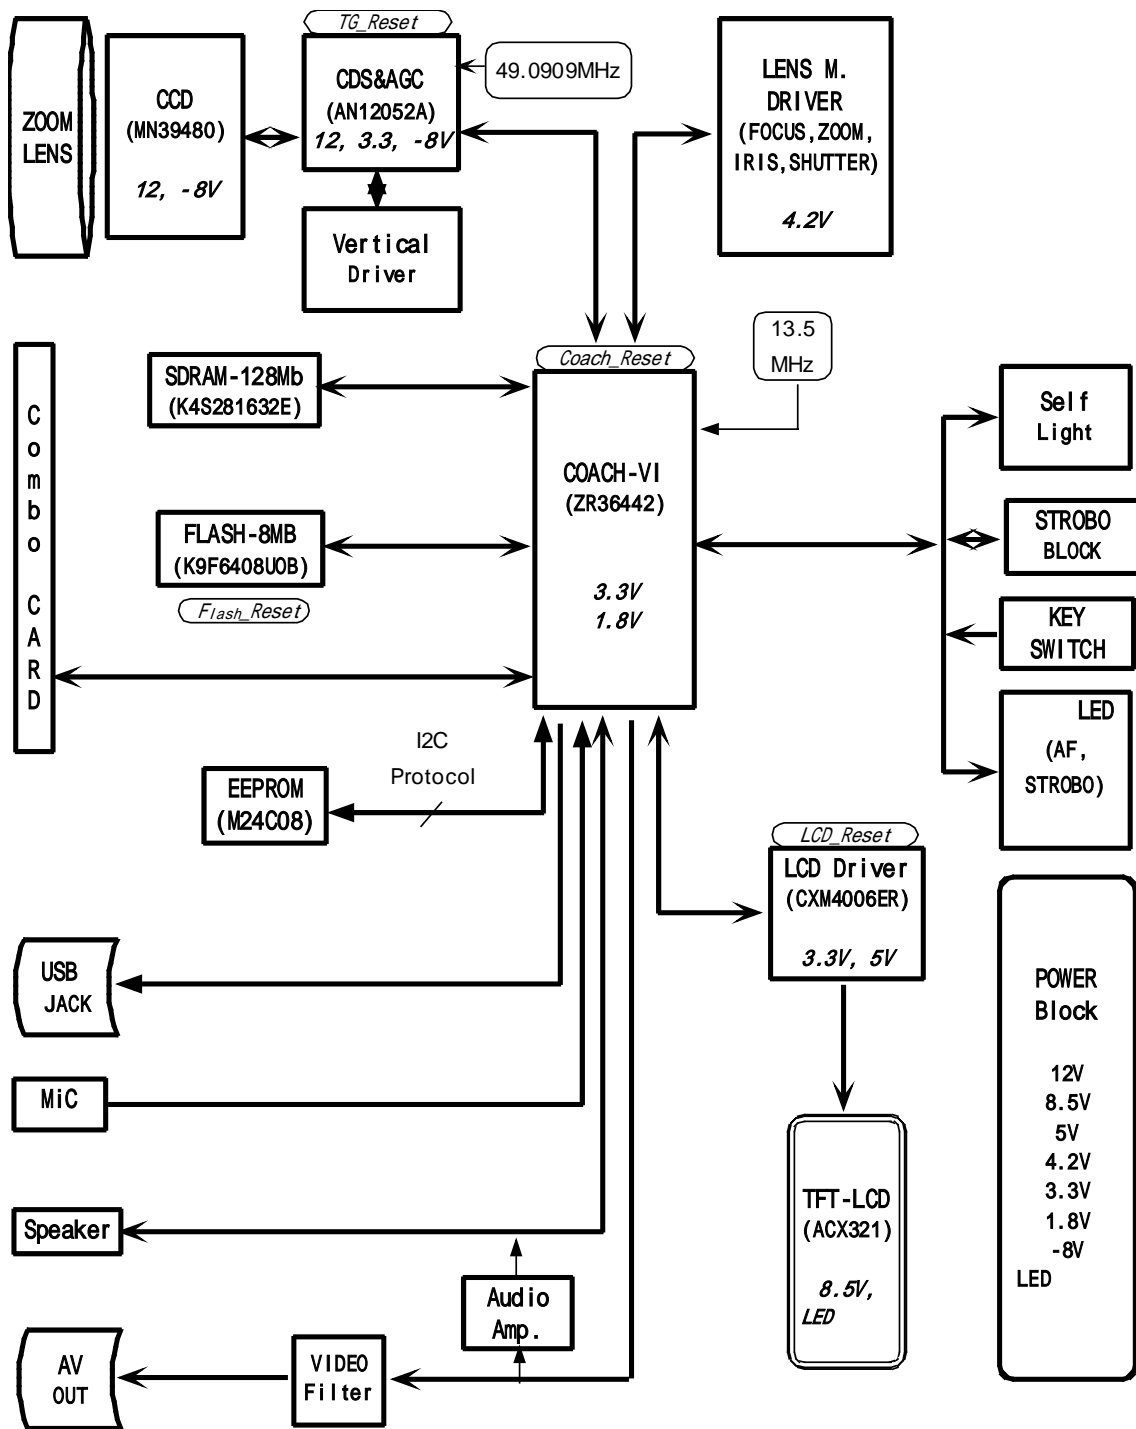 TG_Reset
ZOOM
LENS
CCD
(MN39480)
12, -8V
CDS&AGC
(AN12052A)
12, 3.3, -8V
49.0909MHz
Vertical
Driver
LENS M.
DRIVER
(FOCUS,ZOOM,
IRIS,SHUTTER)
4.2V
13.5
MHz
Combo CARD
SDRAM-128Mb
(K4S281632E)
FLASH-8MB
(K9F6408UOB)
Flash_Reset
Coach_Reset
COACH-VI
(ZR36442)
3.3V
1.8V
Self
Light
STROBO
BLOCK
KEY
SWITCH
LED
(AF,
STROBO)
I2C
Protocol
EEPROM
(M24C08)
LCD_Reset
LCD Driver
(CXM4006ER)
3.3V, 5V
USB
JACK
MiC
Speaker
Audio
Amp.
AV
OUT
VIDEO
Filter
TFT-LCD
(ACX321)
8.5V,
LED
POWER
Block
12V
8.5V
5V
4.2V
3.3V
1.8V
-8V
LED